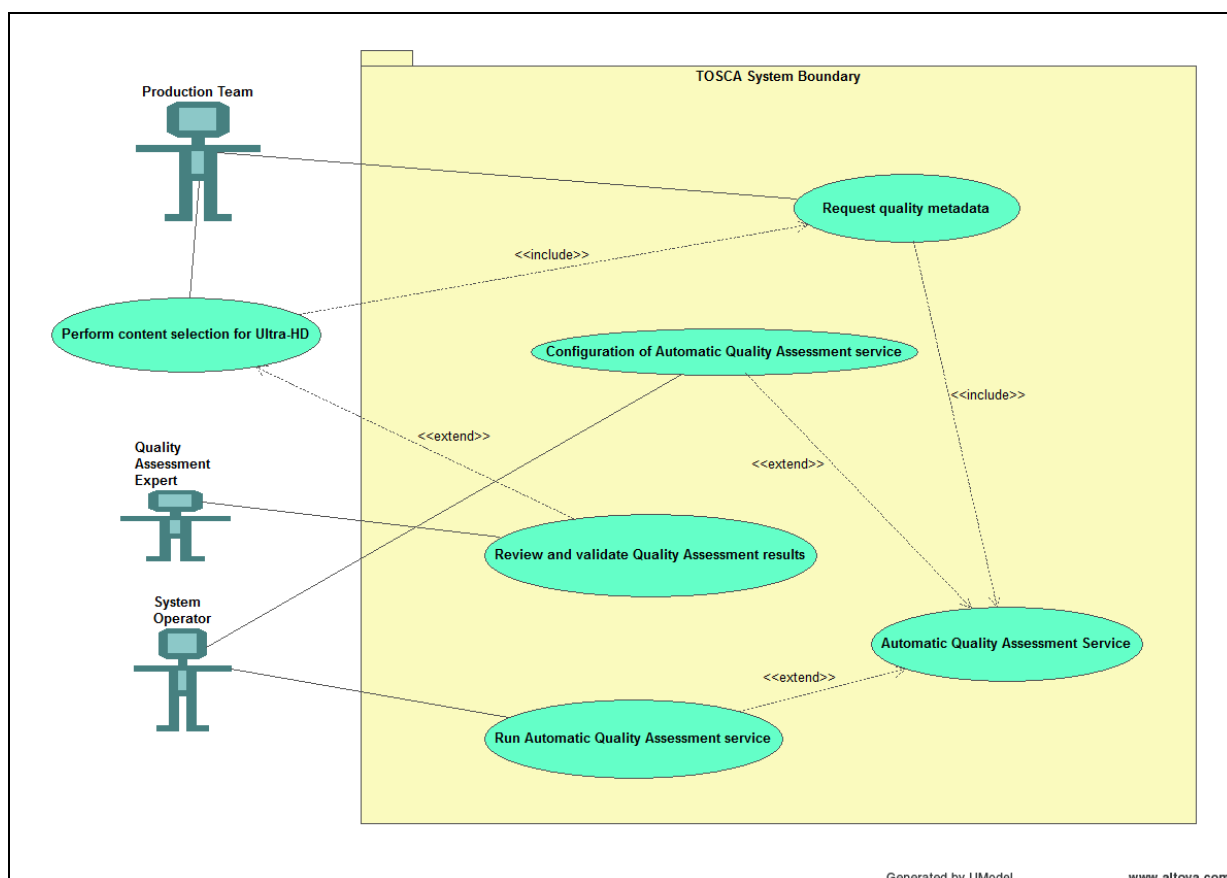 TOSCA System Boundary
Production Team
Request quality metadata
<<include>>
Perform content selection for Ultra-HD
Configuration of Automatic Quality Assessment service
<<include>>
<<extend>>
<<extend>>
Quality
Assessment
Expert
Review and validate Quality Assessment results
System
Operator
Automatic Quality Assessment Service
<<extend>>
Run Automatic Quality Assessment service
Generated by UModel
www.altova.com